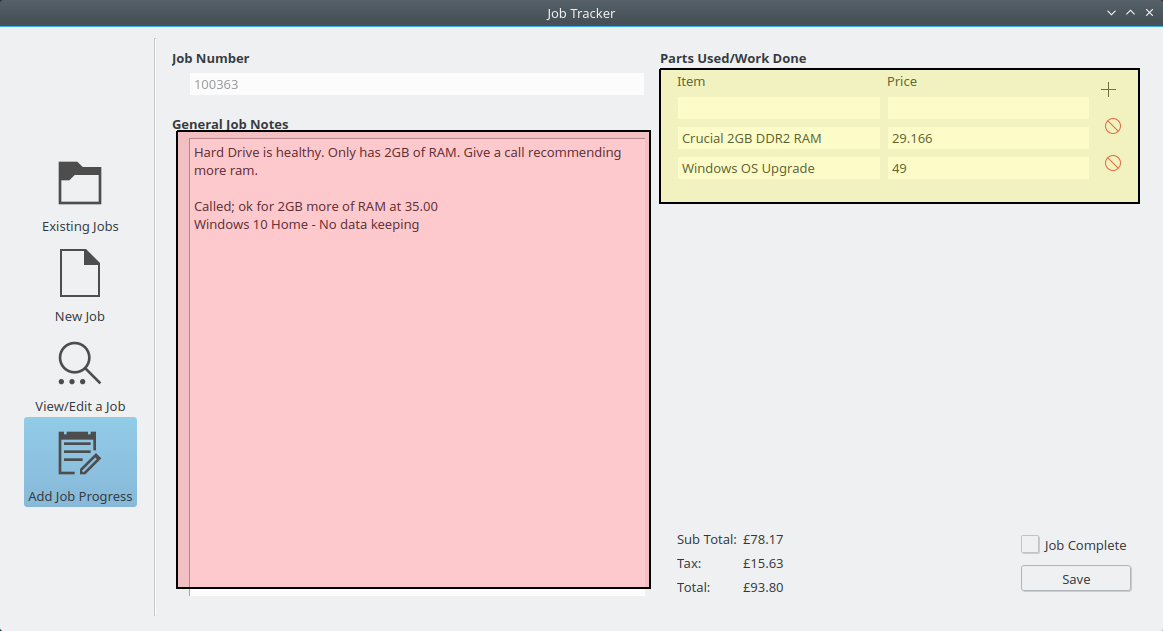 Job Tracker
Existing Jobs
New Job
View/Edit a Job
Add Job Progress
Job Number
100363
General Job Notes
Hard Drive is healthy. Only has 2GB of RAM. Give a call recommending
more ram.
Called; ok for 2GB more of RAM at 35.00
Windows 10 Home - No data keeping
Parts Used/Work Done
Item Price
Crucial 2GB DDR2 RAM 29.166
Windows OS Upgrade 49
Sub Total: £78.17
Tax: £15.63
Total: £93.80
Job Complete
Save